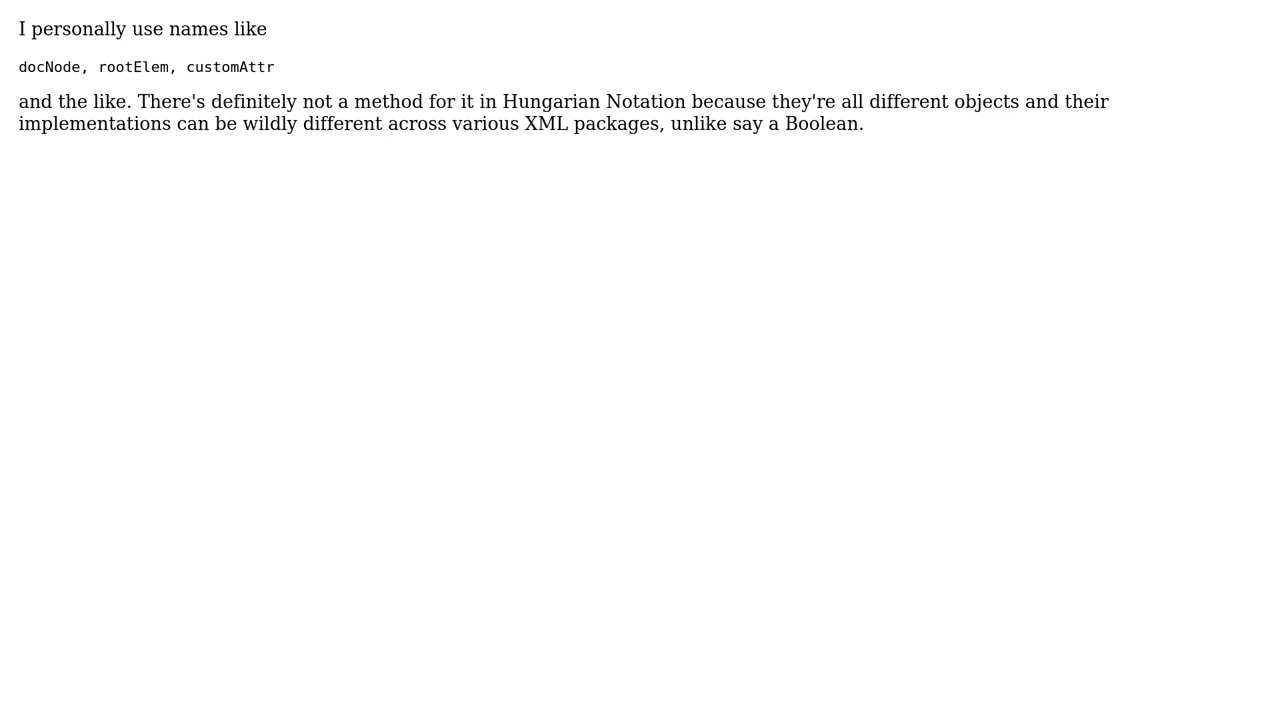 I personally use names like
docNode, rootElem, customAttr
and the like. There's definitely not a method for it in Hungarian Notation because they're all different objects and their
implementations can be wildly different across various XML packages, unlike say a Boolean.